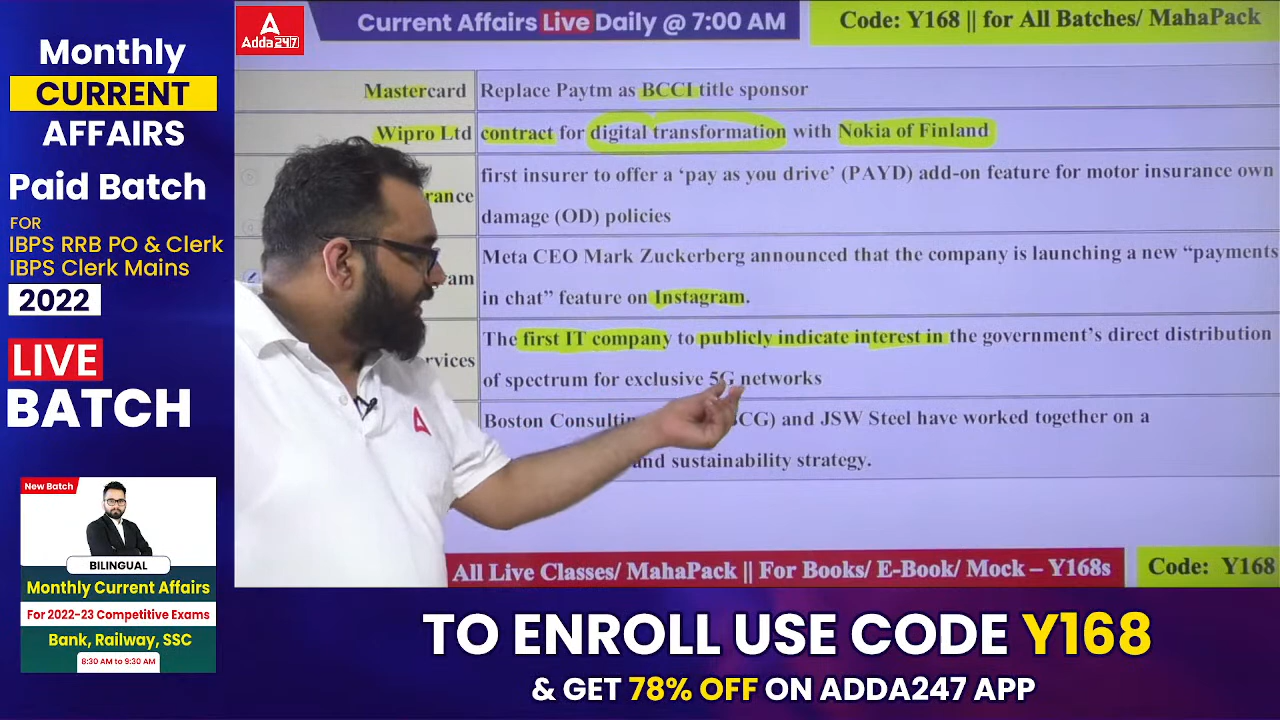 Monthly
CURRENT
AFFAIRS
Paid Batch
FOR
IBPS RRB PO & Clerk
IBPS Clerk Mains
2022
LIVE
BATCH
New Batch
BILINGUAL
Monthly Current Affairs
For 2022-23 Competitive Exams
Bank, Railway, SSC
8:30 AM to 9:30 AM
Adda247
Current Affairs Live Daily @ 7:00 AM
Code: Y168 || for All Batches/ MahaPack
Mastercard
Replace Paytm as BCCI title sponsor
Wipro Ltd
contract for digital transformation with Nokia of Finland
rance
first insurer to offer a ‘pay as you drive’ (PAYD) add-on feature for motor insurance own
damage (OD) policies
am
Meta CEO Mark Zuckerberg announced that the company is launching a new “payments
in chat” feature on Instagram.
rvices
The first IT company to publicly indicate interest in the government’s direct distribution
of spectrum for exclusive 5G networks
Boston Consultin CG) and JSW Steel have worked together on a
and sustainability strategy.
All Live Classes/ MahaPack || For Books/ E-Book/ Mock – Y168s
Code: Y168
TO ENROLL USE CODE Y168
& GET 78% OFF ON ADDA247 APP